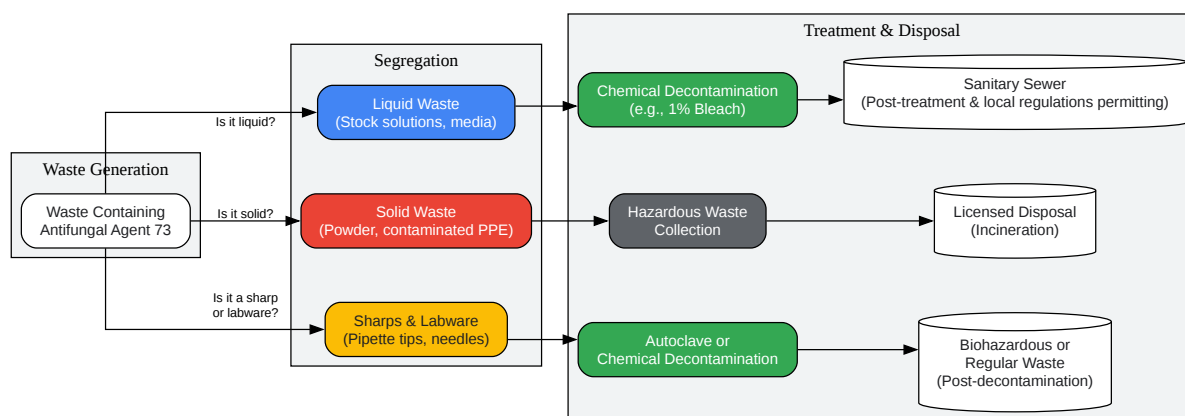 Treatment & Disposal
Segregation
Waste Generation
Waste Containing
Antifungal Agent 73
Is it liquid?
Liquid Waste
(Stock solutions, media)
Chemical Decontamination
(e.g., 1% Bleach)
Sanitary Sewer
(Post-treatment & local regulations permitting)
Is it solid?
Solid Waste
(Powder, contaminated PPE)
Hazardous Waste
Collection
Licensed Disposal
(Incineration)
Is it a sharp
or labware?
Sharps & Labware
(Pipette tips, needles)
Autoclave or
Chemical Decontamination
Biohazardous or
Regular Waste
(Post-decontamination)